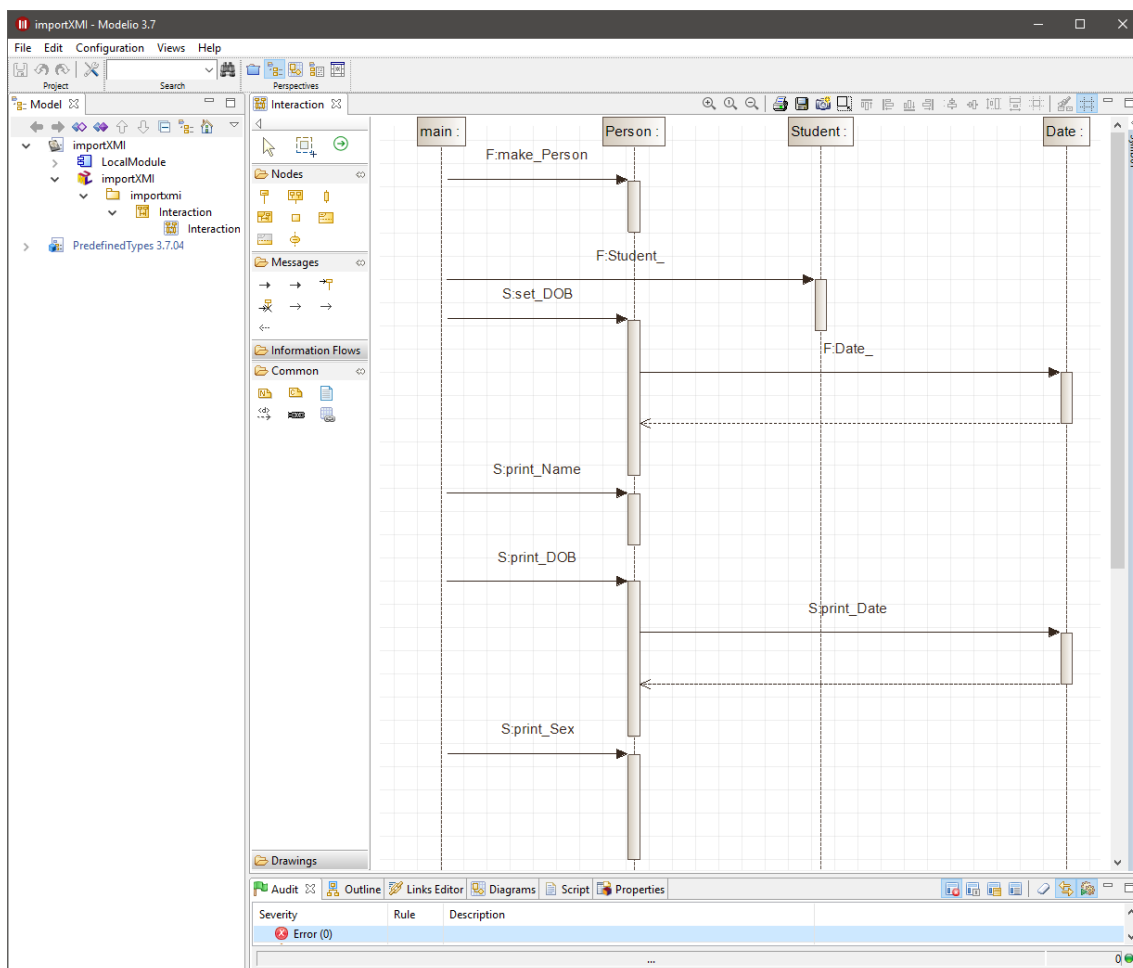 importXMI - Modelio 3.7
File Edit Configuration Views Help
Project Search Perspectives
Model
Interaction
importXMI
LocalModule
importXMI
importxmi
Interaction
Interaction
PredefinedTypes 3.7.04
Nodes
Messages
Information Flows
Common
Drawings
main :
Person :
Student :
Date :
F:make_Person
F:Student_
S:set_DOB
F:Date_
S:print_Name
S:print_DOB
S:print_Date
S:print_Sex
Audit Outline Links Editor Diagrams Script Properties
Severity Rule Description
Error (0)
...
0